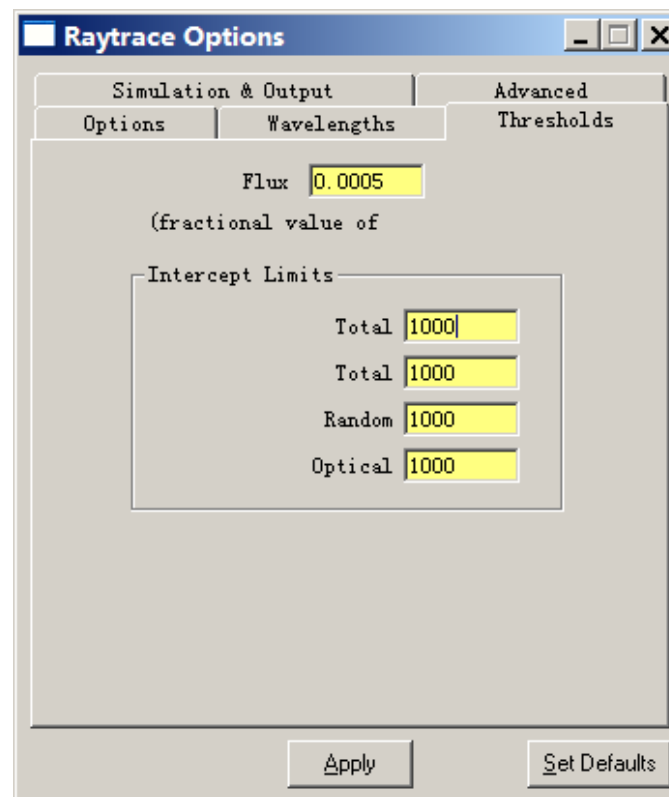 Raytrace Options
Simulation & Output Advanced
Options Wavelengths Thresholds
Flux 0.0005
(fractional value of
Intercept Limits
Total 1000
Total 1000
Random 1000
Optical 1000
Apply Set Defaults